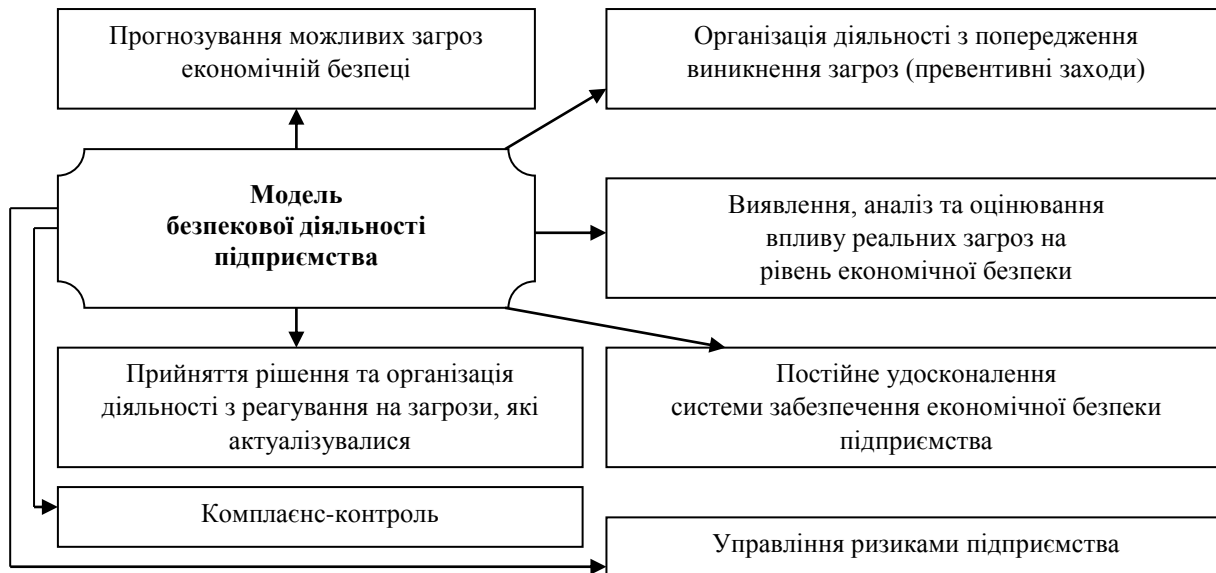 Прогнозування можливих загроз
економічній безпеці
Організація діяльності з попередження
виникнення загроз (превентивні заходи)
Модель
безпекової діяльності
підприємства
Виявлення, аналіз та оцінювання
впливу реальних загроз на
рівень економічної безпеки
Прийняття рішення та організація
діяльності з реагування на загрози, які
актуалізувалися
Постійне удосконалення
системи забезпечення економічної безпеки
підприємства
Комплаєнс-контроль
Управління ризиками підприємства